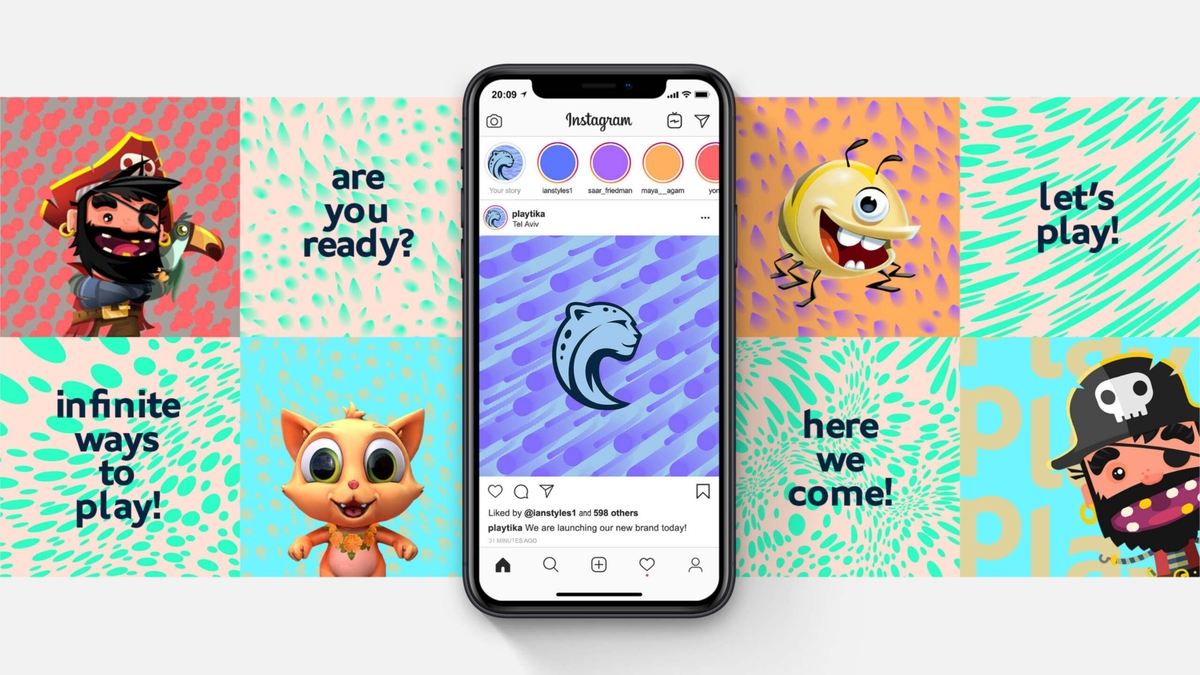 are
you
ready?
infinite
ways
to
play!
20:09
Instagram
Your story
ianstyles1
saar_friedman
maya__agam
yon
playtika
Tel Aviv
Liked by @ianstyles1 and 598 others
playtika We are launching our new brand today!
31 MINUTES AGO
let's
play!
here
we
come!